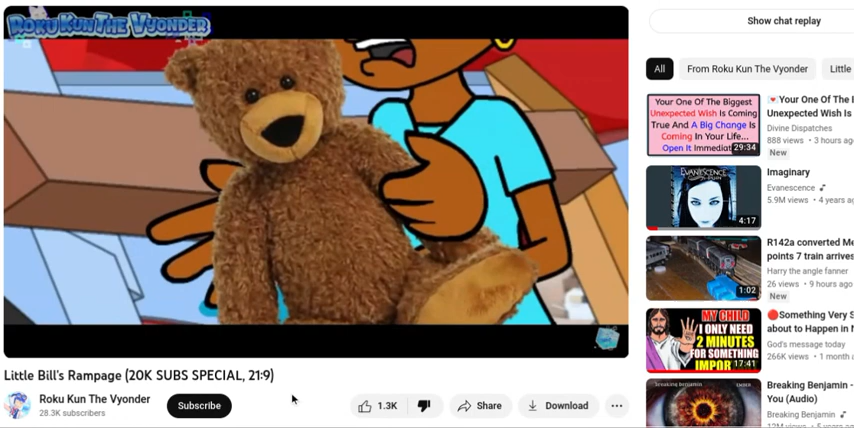 ROKU KUN THE VYONDER
Little Bill's Rampage (20K SUBS SPECIAL, 21:9)
Roku Kun The Vyonder
28.3K subscribers
Subscribe
1.3K
Share
Download
Show chat replay
All
From Roku Kun The Vyonder
Little
Your One Of The Biggest
Unexpected Wish Is Coming
True And A Big Change Is
Coming In Your Life...
Open It Immediat
29:34
💌Your One Of The
Unexpected Wish Is
Divine Dispatches
888 views • 3 hours ag
New
EVANESCENCE
4:17
Imaginary
Evanescence
5.9M views • 4 years a
1:02
R142a converted Me
points 7 train arrives
Harry the angle fanner
26 views • 9 hours ago
New
MY CHILD
I ONLY NEED
2 MINUTES
FOR SOMETHING
IMPOR
17:41
🔴Something Very S
about to Happen in
God's message today
266K views • 1 month a
BREAKING BENJAMIN
EMBER
Breaking Benjamin -
You (Audio)
Breaking Benjamin